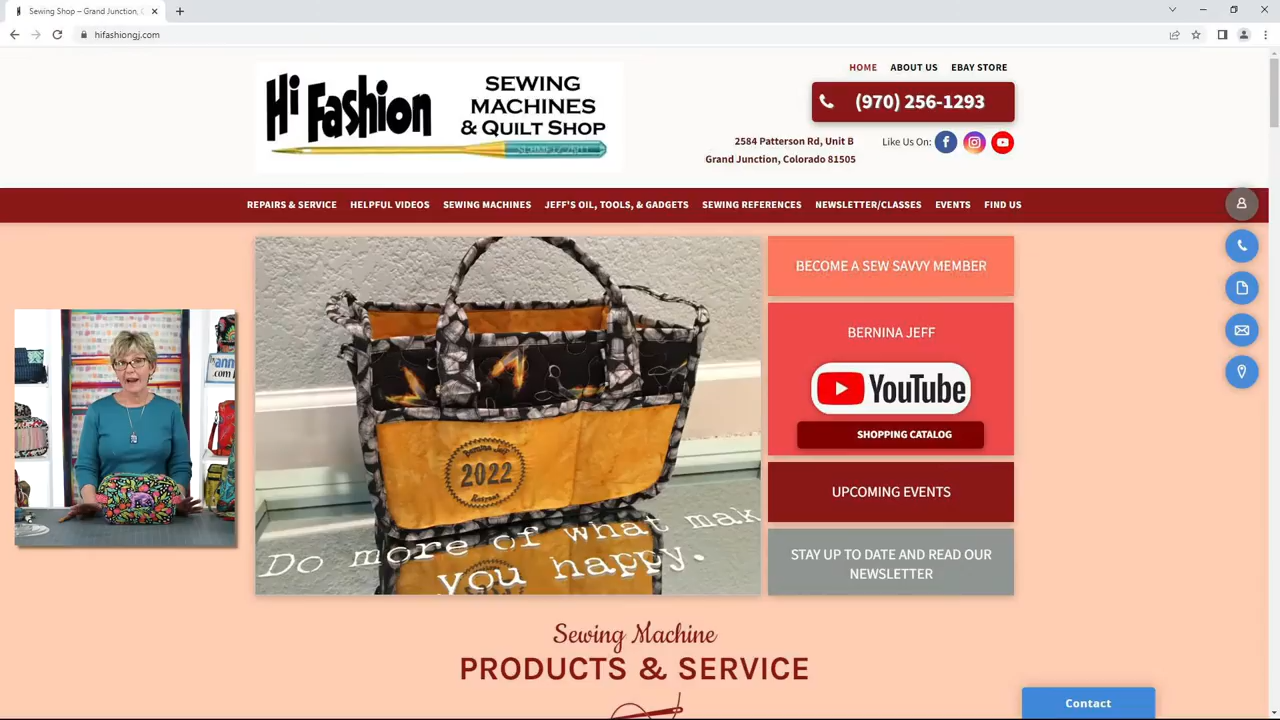 Sewing Shop – Grand Junction, C
hifashiongj.com
Hi Fashion
SEWING
MACHINES
& QUILT SHOP
HOME ABOUT US EBAY STORE
(970) 256-1293
2584 Patterson Rd, Unit B
Grand Junction, Colorado 81505
Like Us On:
REPAIRS & SERVICE HELPFUL VIDEOS SEWING MACHINES JEFF'S OIL, TOOLS, & GADGETS SEWING REFERENCES NEWSLETTER/CLASSES EVENTS FIND US
Bernina Jeff
2022
Retreat
Do more of what mak
you happy.
BECOME A SEW SAVVY MEMBER
BERNINA JEFF
YouTube
SHOPPING CATALOG
UPCOMING EVENTS
STAY UP TO DATE AND READ OUR
NEWSLETTER
Sewing Machine
PRODUCTS & SERVICE
Contact